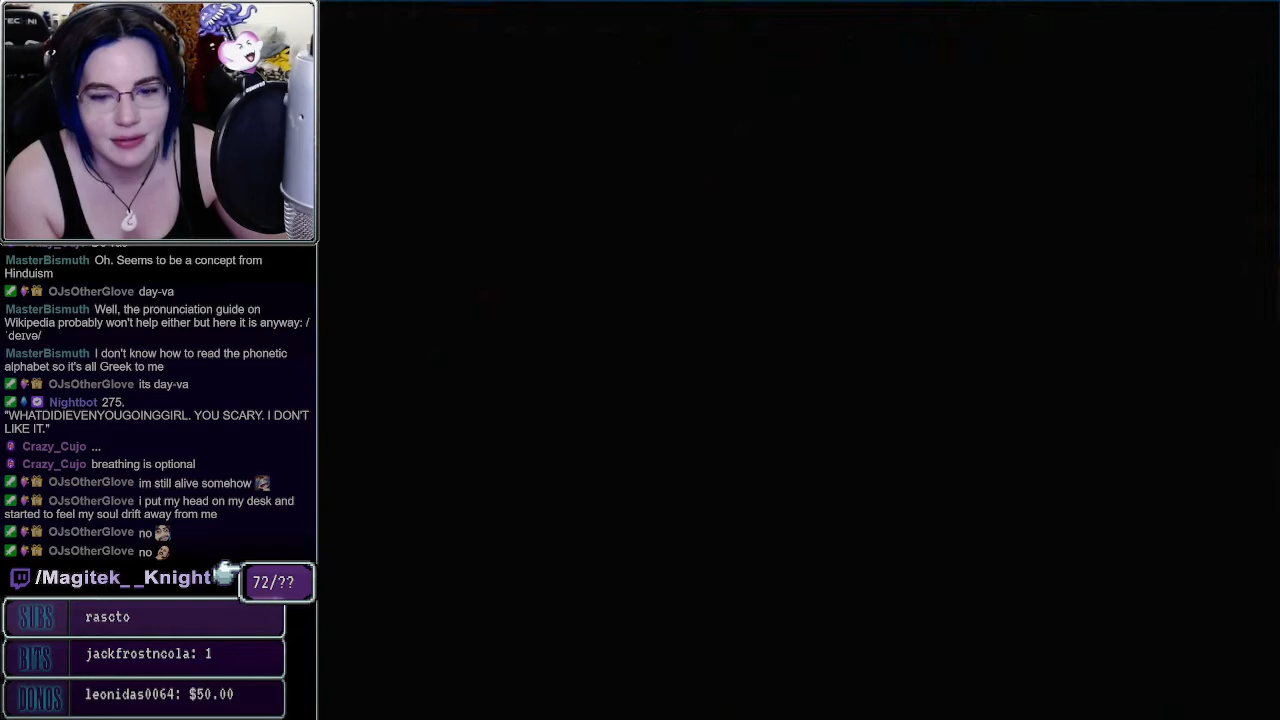 MasterBismuth Oh. Seems to be a concept from
Hinduism
OJsOtherGlove day-va
MasterBismuth Well, the pronunciation guide on
Wikipedia probably won't help either but here it is anyway: /
ˈdeɪvə/
MasterBismuth I don't know how to read the phonetic
alphabet so it's all Greek to me
OJsOtherGlove its day-va
Nightbot 275.
"WHATDIDIEVENYOUGOINGGIRL. YOU SCARY. I DON'T
LIKE IT."
Crazy_Cujo ...
Crazy_Cujo breathing is optional
OJsOtherGlove im still alive somehow
OJsOtherGlove i put my head on my desk and
started to feel my soul drift away from me
OJsOtherGlove no
OJsOtherGlove no
/Magitek__Knight
72/??
SUBS rascto
BITS jackfrostncola: 1
DONOS leonidas0064: $50.00